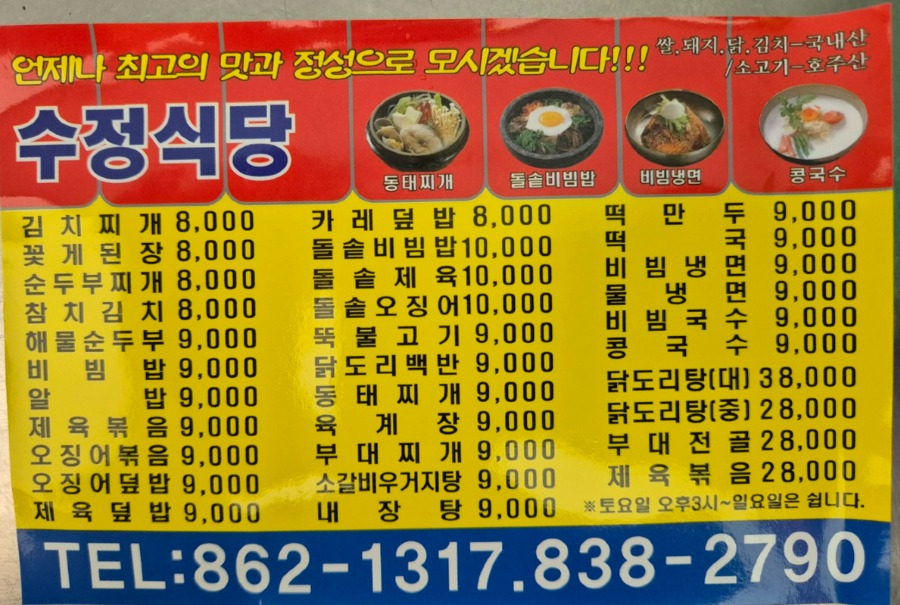 언제나 최고의 맛과 정성으로 모시겠습니다!!!
쌀.돼지.닭.김치-국내산
/소고기-호주산
수정식당
동태찌개
돌솥비빔밥
비빔냉면
콩국수
김치찌개 8,000
꽃게된장 8,000
순두부찌개 8,000
참치김치 8,000
해물순두부 9,000
비빔밥 9,000
알밥 9,000
제육볶음 9,000
오징어볶음 9,000
오징어덮밥 9,000
제육덮밥 9,000
카레덮밥 8,000
돌솥비빔밥 10,000
돌솥제육 10,000
돌솥오징어 10,000
뚝불고기 9,000
닭도리백반 9,000
동태찌개 9,000
육계장 9,000
부대찌개 9,000
소갈비우거지탕 9,000
내장탕 9,000
떡만두 9,000
떡국 9,000
비빔냉면 9,000
물냉면 9,000
비빔국수 9,000
콩국수 9,000
닭도리탕(대) 38,000
닭도리탕(중) 28,000
부대전골 28,000
제육볶음 28,000
※토요일 오후3시~일요일은 쉽니다.
TEL:862-1317.838-2790